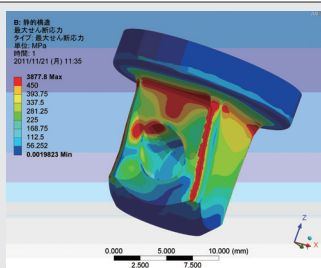 B: 静的構造
最大せん断応力
タイプ: 最大せん断応力
単位: MPa
時間: 1
2011/11/21 (月) 11:35
3877.8 Max
450
393.75
337.5
281.25
225
168.75
112.5
56.252
0.0019823 Min
Z
X
0.000 5.000 10.000 (mm)
2.500 7.500